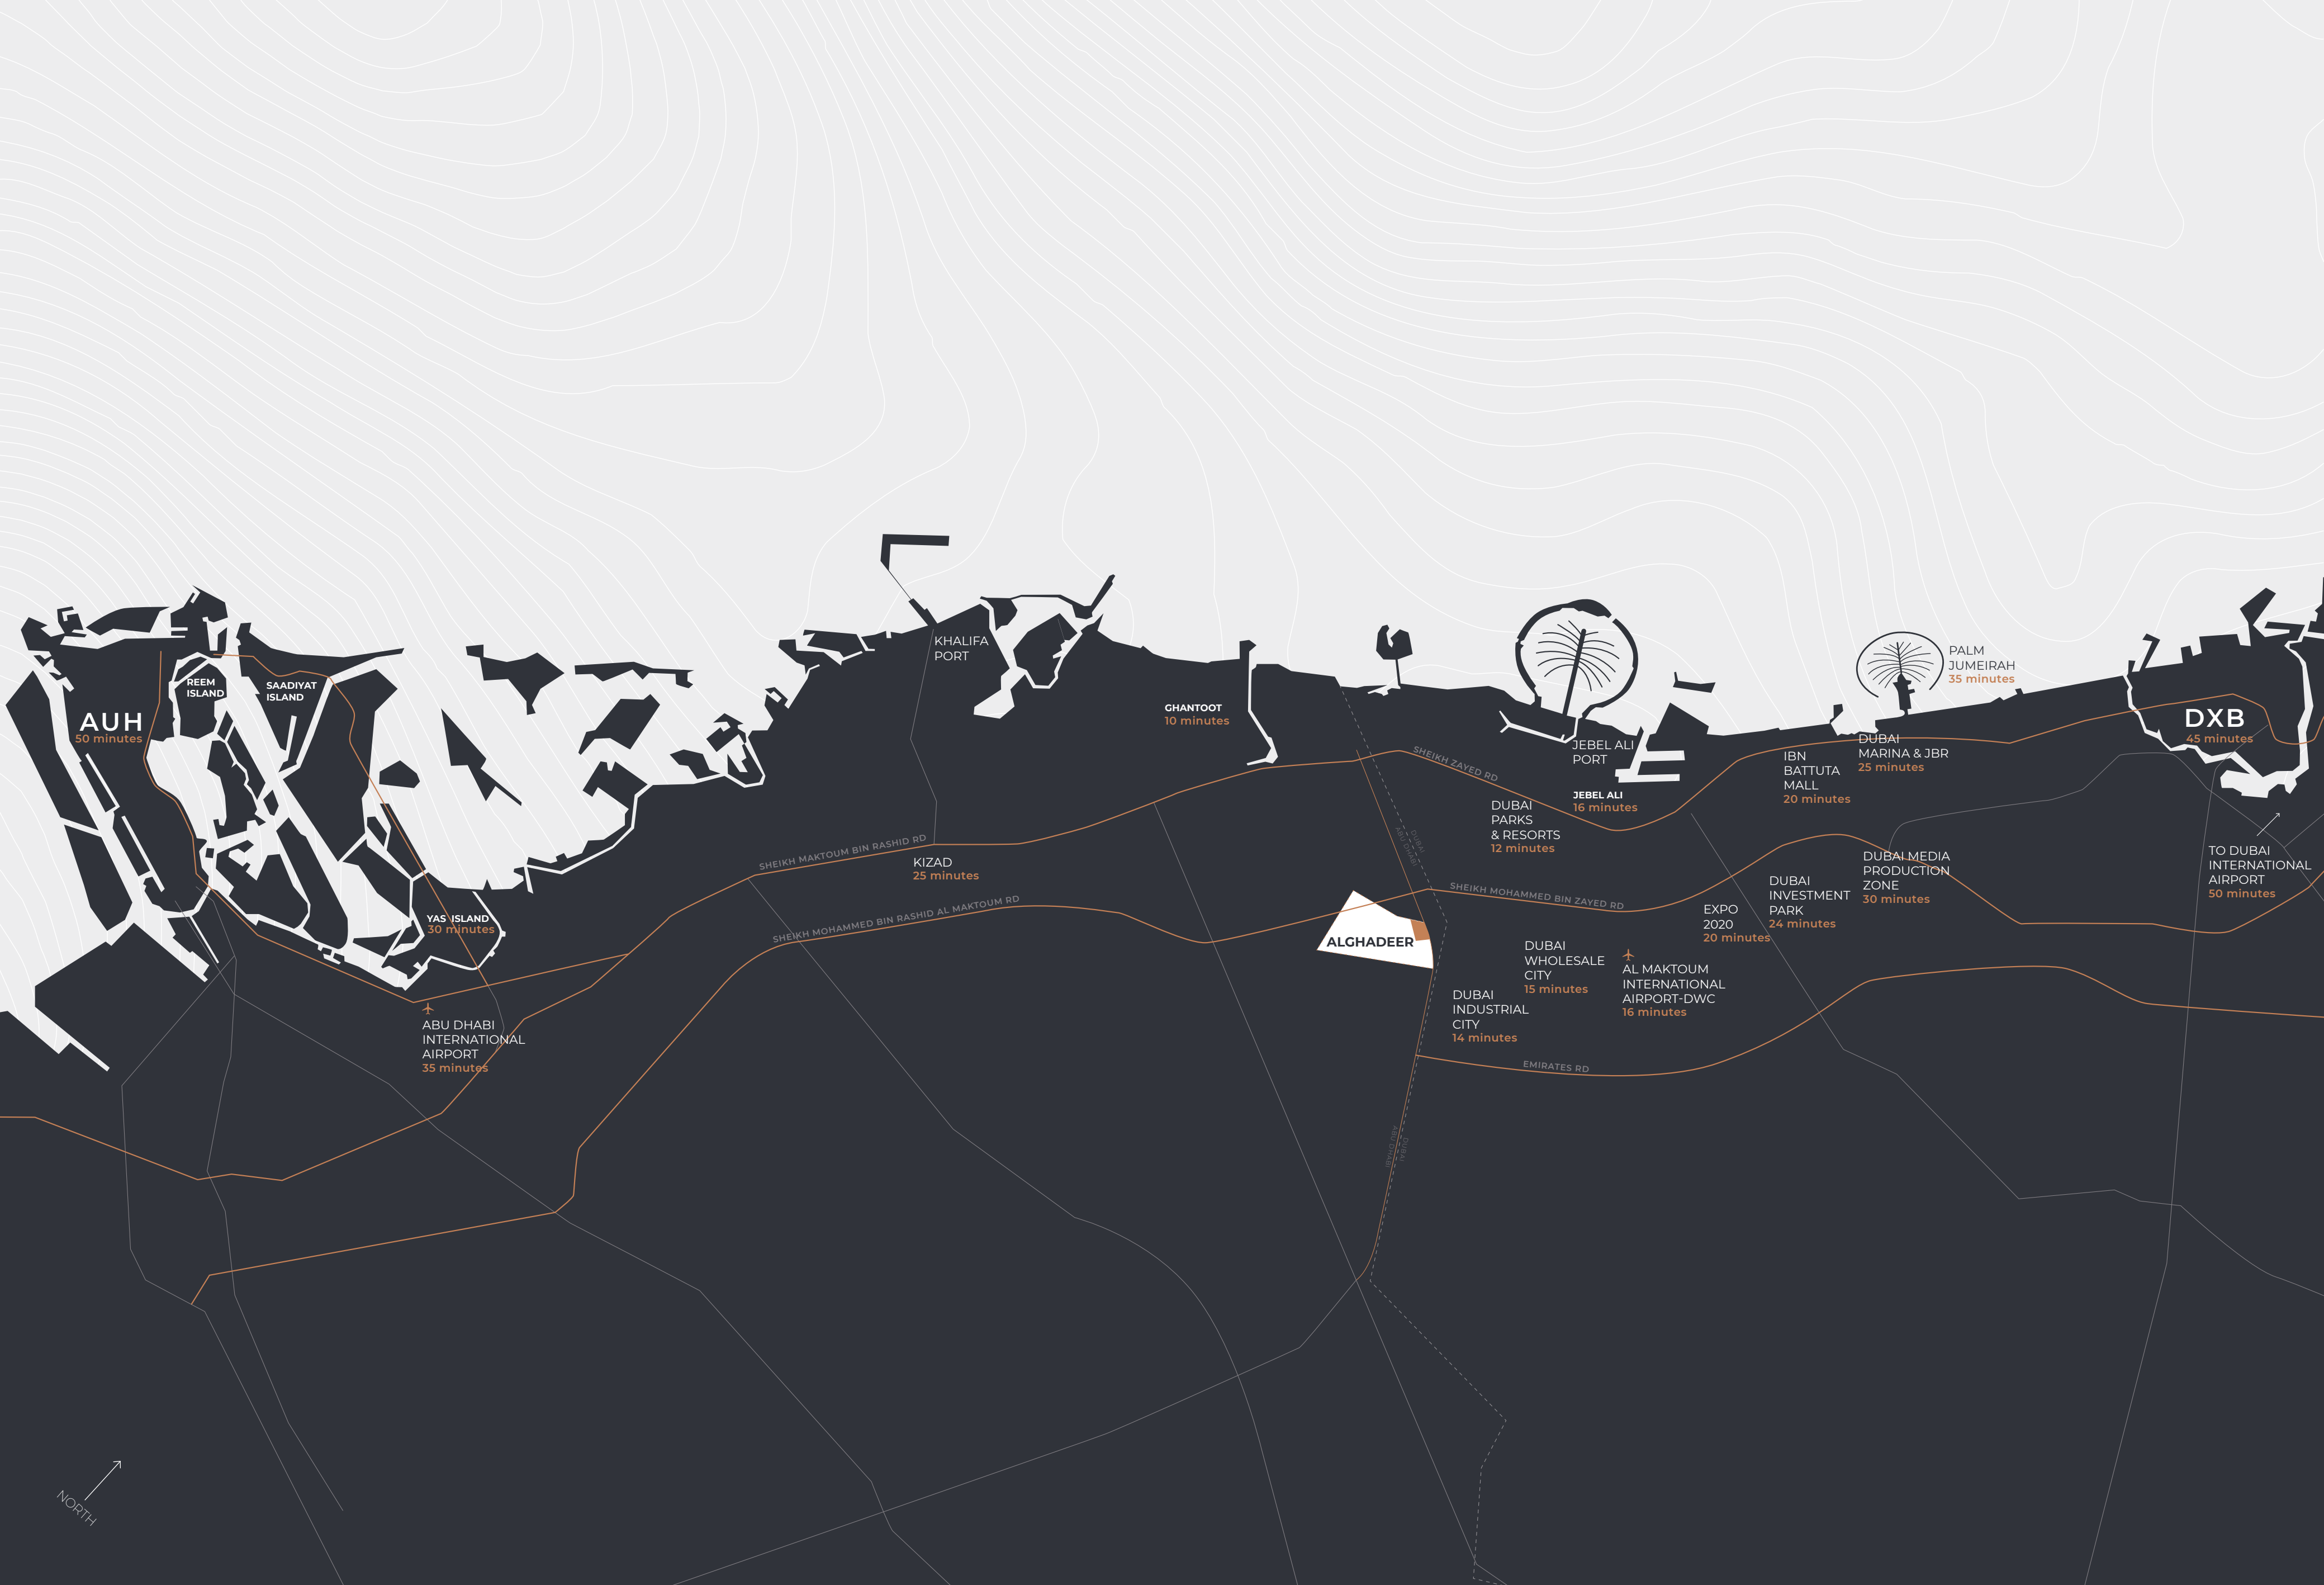 AUH
50 minutes
REEM
ISLAND
SAADIYAT
ISLAND
YAS ISLAND
30 minutes
ABU DHABI
INTERNATIONAL
AIRPORT
35 minutes
KHALIFA
PORT
SHEIKH MAKTOUM BIN RASHID RD
KIZAD
25 minutes
SHEIKH MOHAMMED BIN RASHID AL MAKTOUM RD
GHANTOOT
10 minutes
ALGHADEER
DUBAI
ABU DHABI
SHEIKH ZAYED RD
SHEIKH MOHAMMED BIN ZAYED RD
JEBEL ALI
PORT
JEBEL ALI
16 minutes
DUBAI
PARKS
& RESORTS
12 minutes
DUBAI
WHOLESALE
CITY
15 minutes
DUBAI
INDUSTRIAL
CITY
14 minutes
EMIRATES RD
ABU DHABI
DUBAI
AL MAKTOUM
INTERNATIONAL
AIRPORT-DWC
16 minutes
EXPO
2020
20 minutes
IBN
BATTUTA
MALL
20 minutes
DUBAI
INVESTMENT
PARK
24 minutes
DUBAI
MARINA & JBR
25 minutes
DUBAI MEDIA
PRODUCTION
ZONE
30 minutes
PALM
JUMEIRAH
35 minutes
DXB
45 minutes
TO DUBAI
INTERNATIONAL
AIRPORT
50 minutes
NORTH